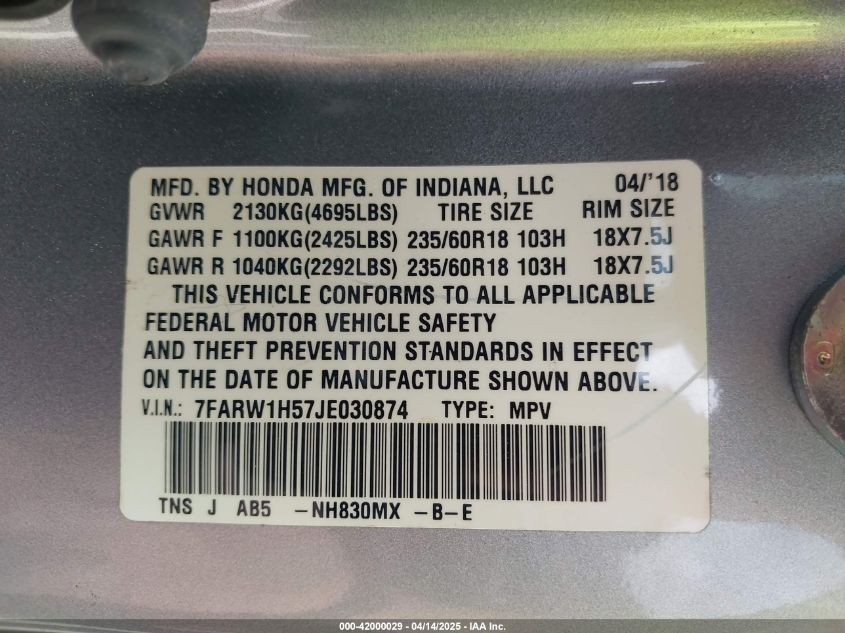 MFD. BY HONDA MFG. OF INDIANA, LLC 04/'18
GVWR 2130KG(4695LBS) TIRE SIZE RIM SIZE
GAWR F 1100KG(2425LBS) 235/60R18 103H 18X7.5J
GAWR R 1040KG(2292LBS) 235/60R18 103H 18X7.5J
THIS VEHICLE CONFORMS TO ALL APPLICABLE
FEDERAL MOTOR VEHICLE SAFETY
AND THEFT PREVENTION STANDARDS IN EFFECT
ON THE DATE OF MANUFACTURE SHOWN ABOVE.
V.I.N.: 7FARW1H57JE030874 TYPE: MPV
TNS J AB5 -NH830MX -B-E
000-42000029 - 04/14/2025 - IAA Inc.